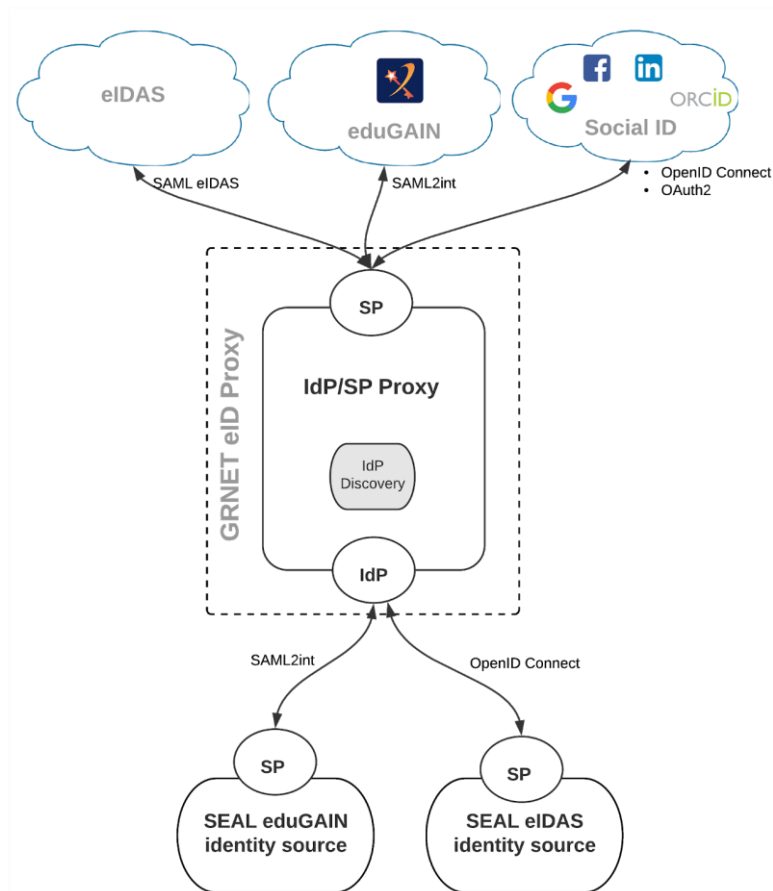 eIDAS
eduGAIN
G
f
in
ORCiD
Social ID
SAML eIDAS
SAML2int
• OpenID Connect
• OAuth2
SP
GRNET eID Proxy
IdP/SP Proxy
IdP
Discovery
IdP
SAML2int
OpenID Connect
SP
SP
SEAL eduGAIN
identity source
SEAL eIDAS
identity source